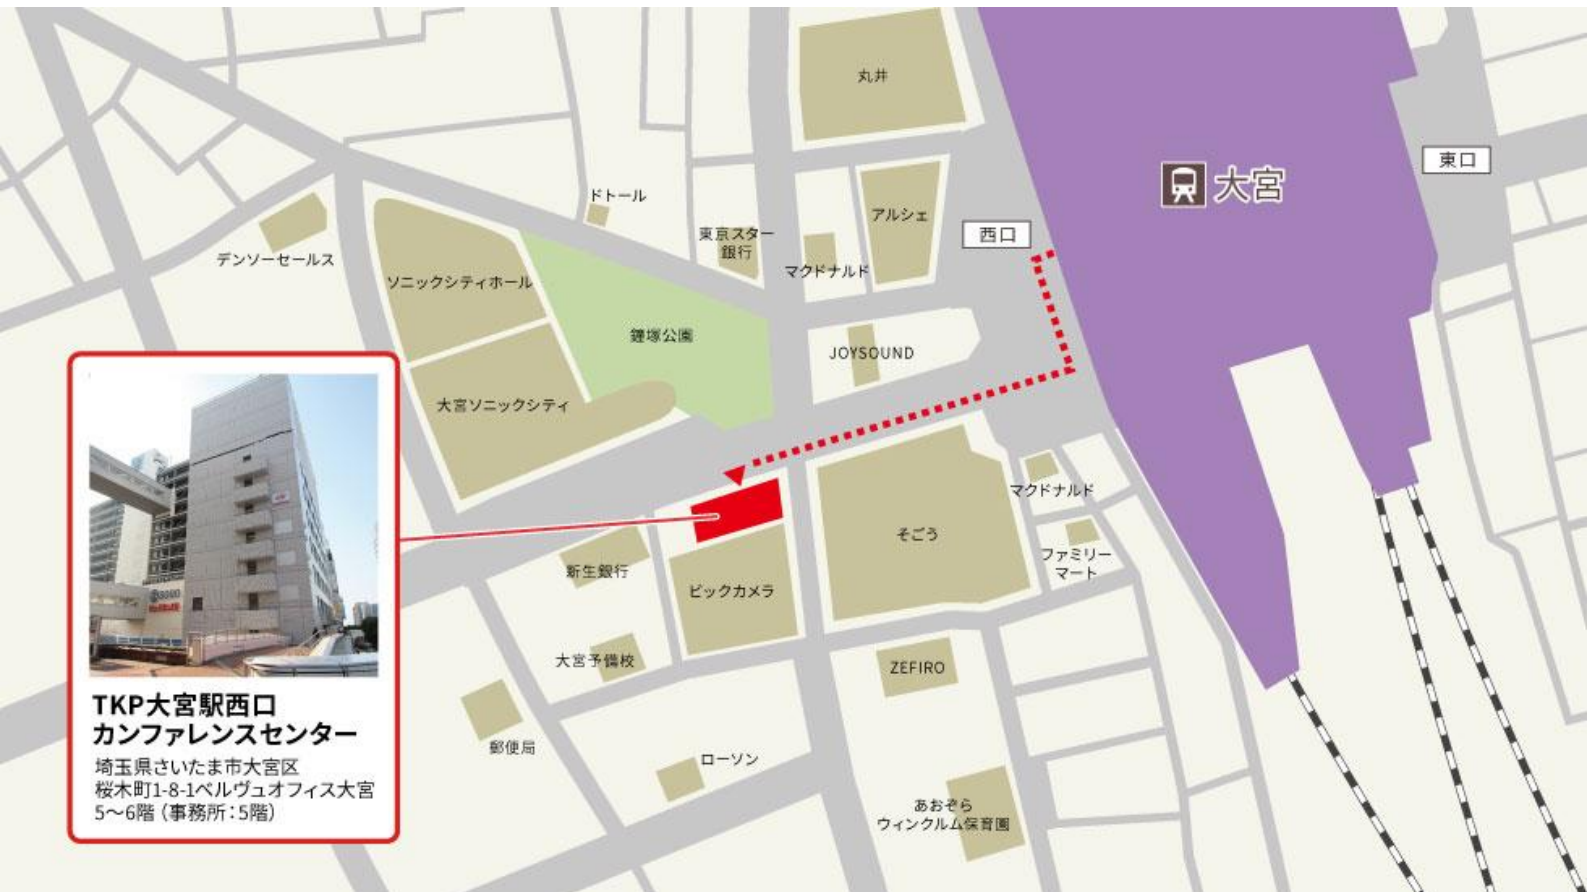 丸井
大宮
東口
西口
ドトール
アルシェ
東京スター
銀行
マクドナルド
デンソーセールス
ソニックシティホール
鐘塚公園
JOYSOUND
大宮ソニックシティ
マクドナルド
そごう
ファミリー
マート
新生銀行
ビックカメラ
大宮予備校
ZEFIRO
郵便局
ローソン
あおぞら
ウィンクルム保育園
TKP大宮駅西口
カンファレンスセンター
埼玉県さいたま市大宮区
桜木町1-8-1ベルヴュオフィス大宮
5〜6階（事務所：5階）